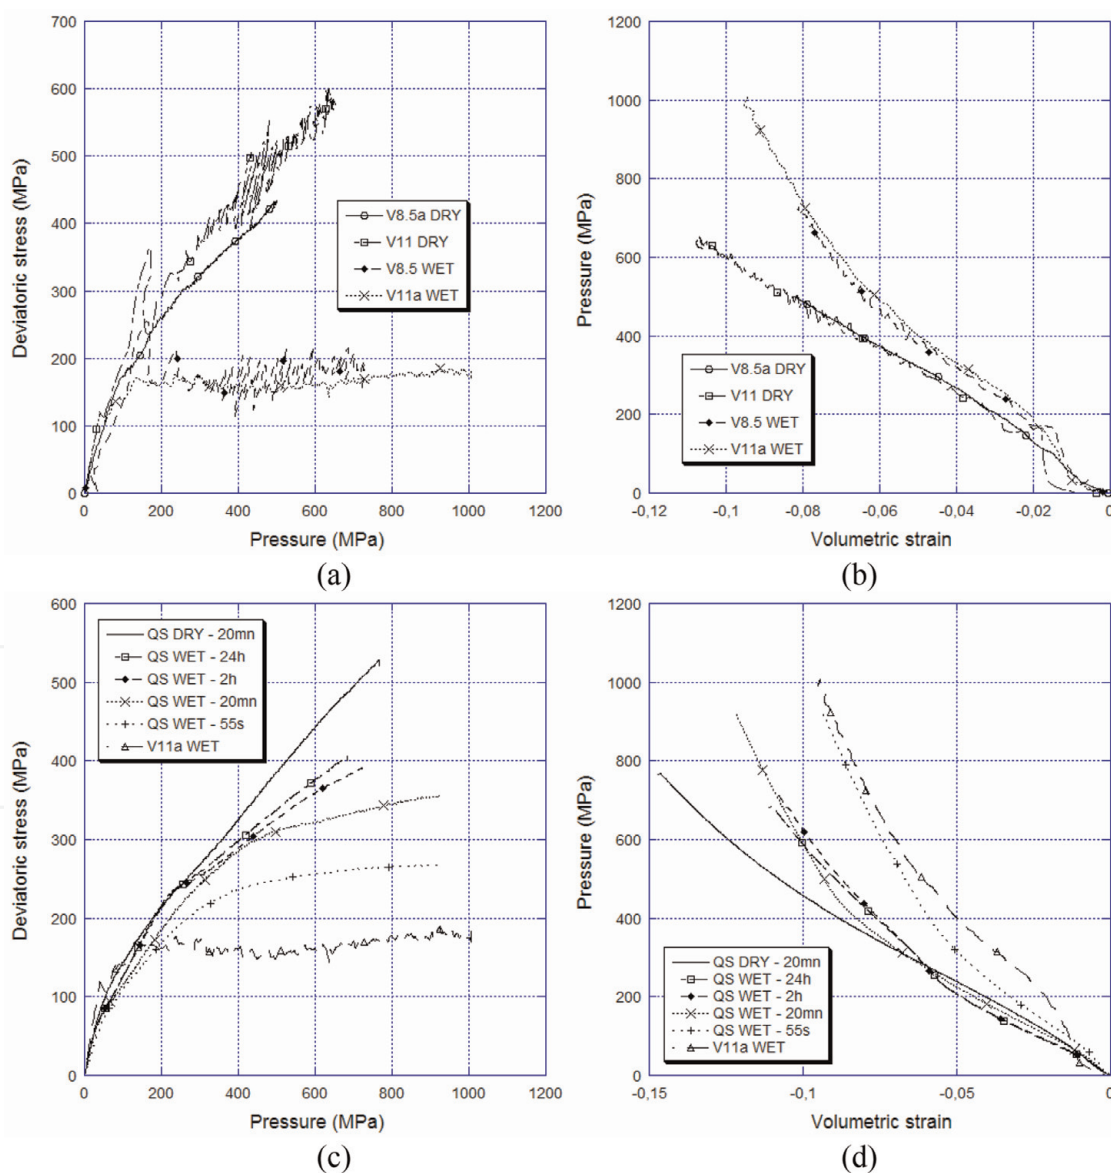 700
600
500
400
300
200
100
0
Deviatoric stress (MPa)
V8.5a DRY
V11 DRY
V8.5 WET
V11a WET
0 200 400 600 800 1000 1200
Pressure (MPa)
(a)
1200
1000
800
600
400
200
0
Pressure (MPa)
V8.5a DRY
V11 DRY
V8.5 WET
V11a WET
-0,12 -0,1 -0,08 -0,06 -0,04 -0,02 0
Volumetric strain
(b)
600
500
400
300
200
100
0
Deviatoric stress (MPa)
QS DRY - 20mn
QS WET - 24h
QS WET - 2h
QS WET - 20mn
QS WET - 55s
V11a WET
0 200 400 600 800 1000 1200
Pressure (MPa)
(c)
1200
1000
800
600
400
200
0
Pressure (MPa)
QS DRY - 20mn
QS WET - 24h
QS WET - 2h
QS WET - 20mn
QS WET - 55s
V11a WET
-0,15 -0,1 -0,05 0
Volumetric strain
(d)